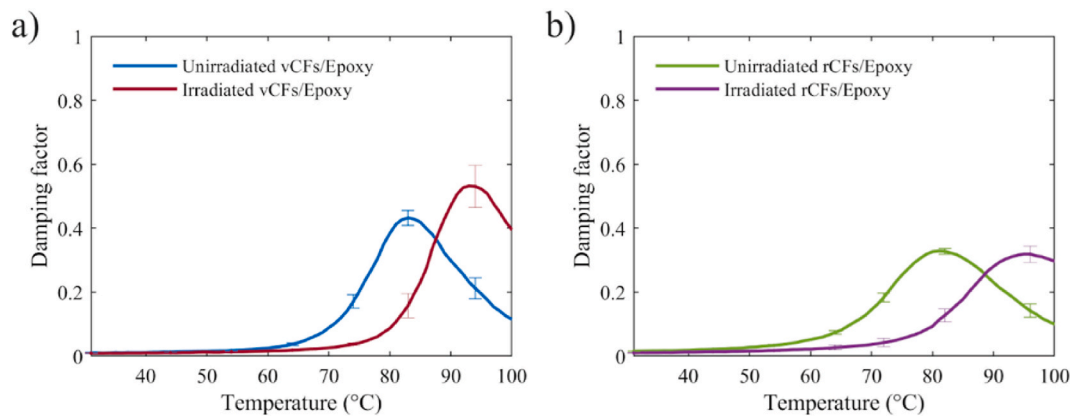 a)
1
0.8
0.6
0.4
0.2
0
Damping factor
Unirradiated vCFs/Epoxy
Irradiated vCFs/Epoxy
40 50 60 70 80 90 100
Temperature (°C)
b)
1
0.8
0.6
0.4
0.2
0
Damping factor
Unirradiated rCFs/Epoxy
Irradiated rCFs/Epoxy
40 50 60 70 80 90 100
Temperature (°C)